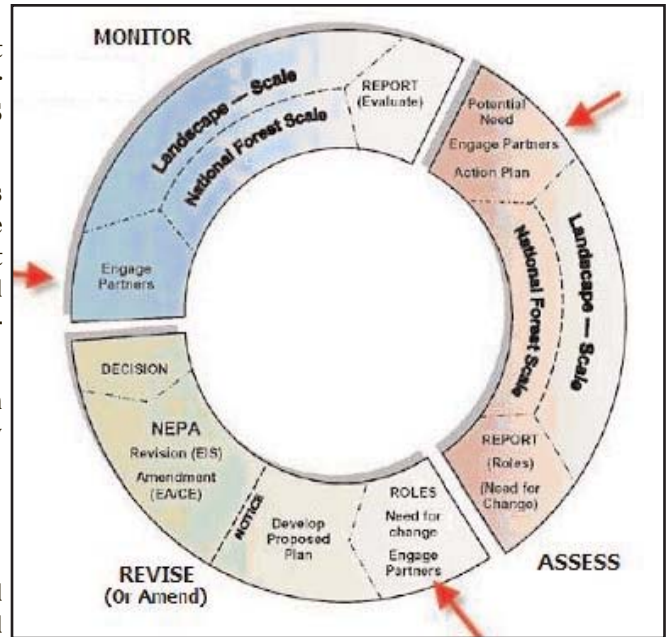 MONITOR
Landscape — Scale
National Forest Scale
REPORT
(Evaluate)
Engage
Partners
Potential
Need
Engage Partners
Action Plan
Landscape — Scale
National Forest Scale
REPORT
(Roles)
(Need for
Change)
ASSESS
ROLES
Need for
change
Engage
Partners
Develop
Proposed
Plan
NOTICE
NEPA
Revision (EIS)
Amendment
(EA/CE)
DECISION
REVISE
(Or Amend)